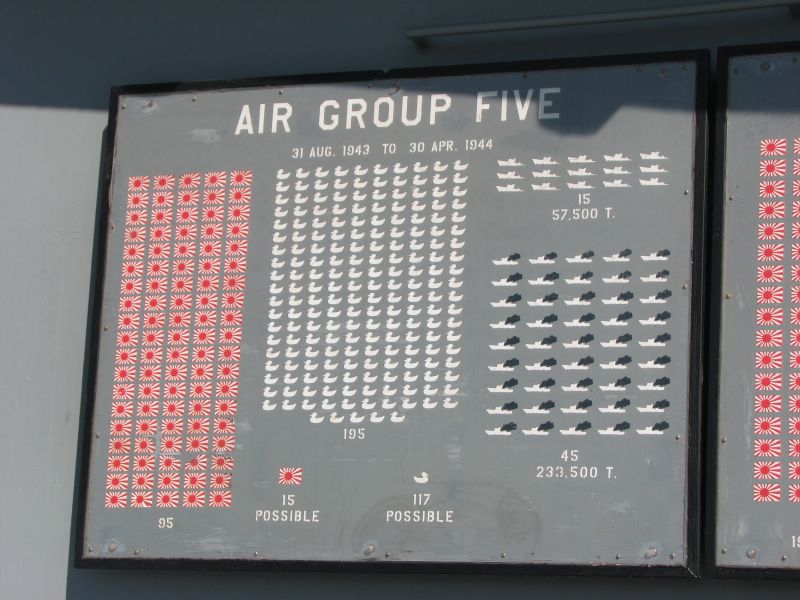 AIR GROUP FIVE
31 AUG. 1943 TO 30 APR. 1944
15
57,500 T.
195
45
233,500 T.
15
POSSIBLE
117
POSSIBLE
95